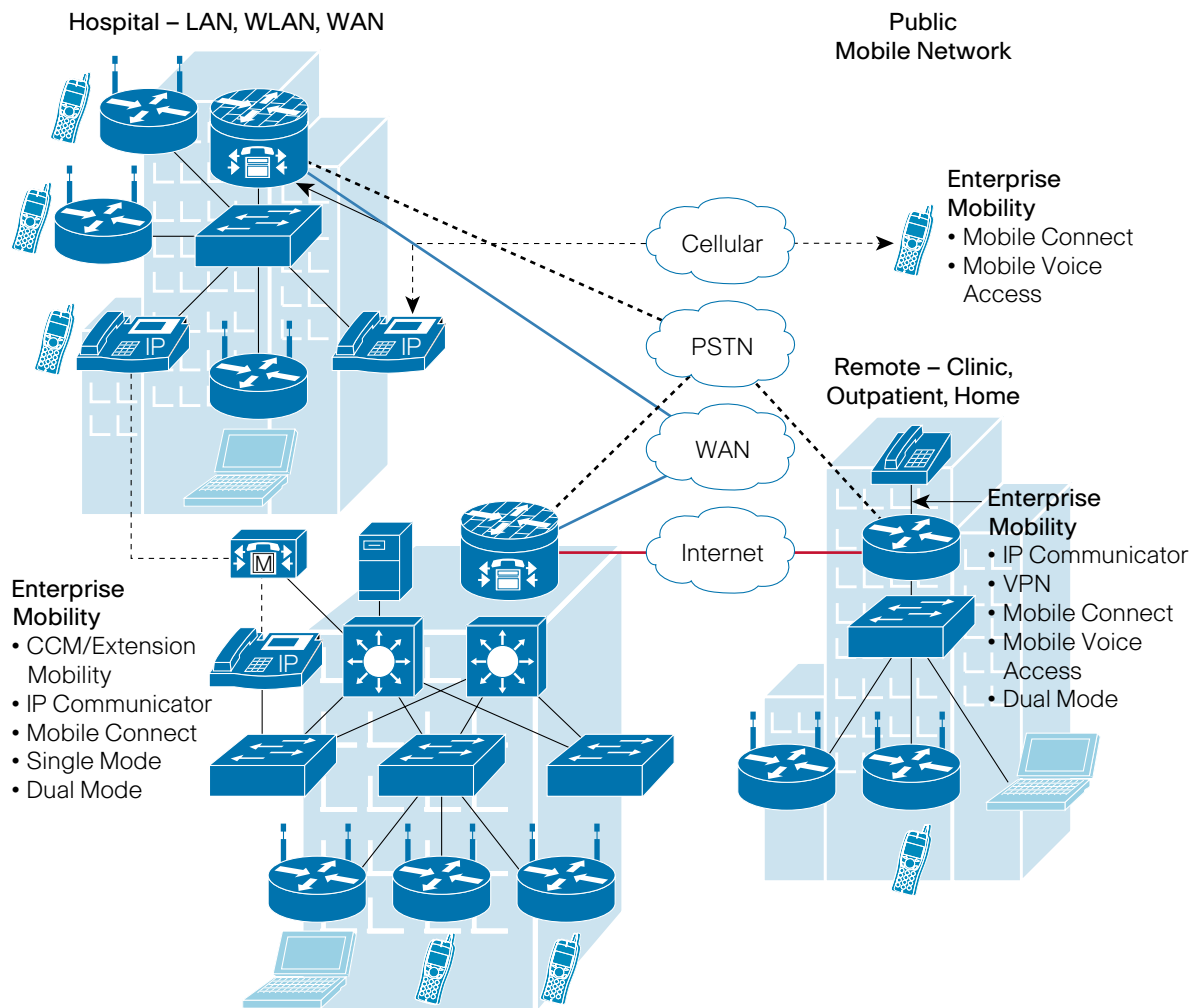 Hospital – LAN, WLAN, WAN
Public
Mobile Network
Enterprise
Mobility
• Mobile Connect
• Mobile Voice
Access
Cellular
PSTN
WAN
Internet
IP
IP
Remote – Clinic,
Outpatient, Home
Enterprise
Mobility
• IP Communicator
• VPN
• Mobile Connect
• Mobile Voice
Access
• Dual Mode
M
IP
Enterprise
Mobility
• CCM/Extension
Mobility
• IP Communicator
• Mobile Connect
• Single Mode
• Dual Mode